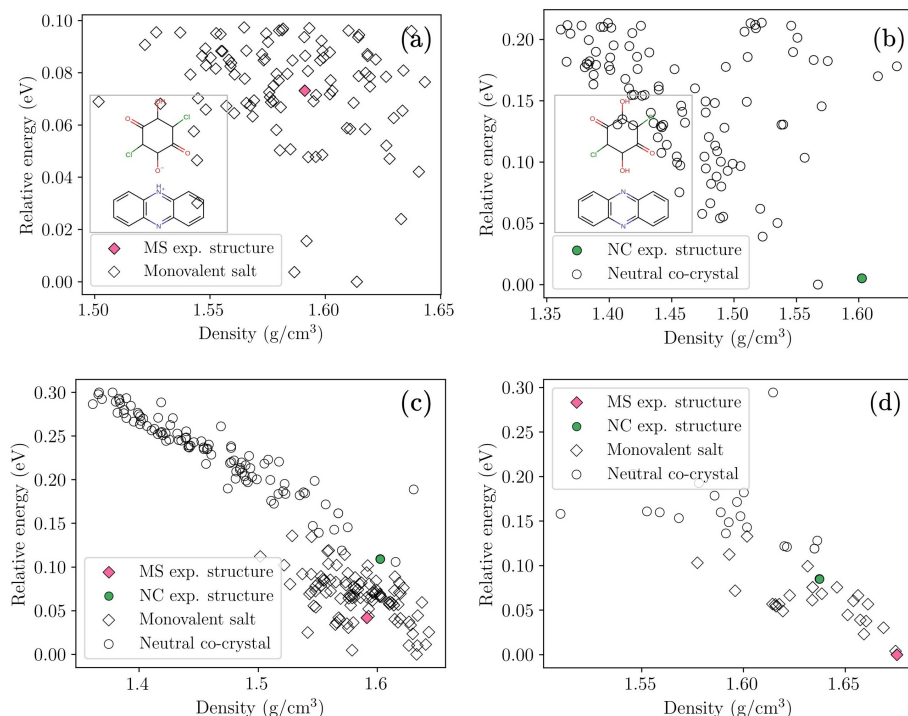 (a)
0.10
0.08
0.06
0.04
0.02
0.00
Relative energy (eV)
OH
O
Cl
Cl
O
O⁻
H
N⁺
N
MS exp. structure
Monovalent salt
1.50
1.55
1.60
1.65
Density (g/cm³)
(b)
0.20
0.15
0.10
0.05
0.00
Relative energy (eV)
OH
O
Cl
Cl
O
OH
N
N
NC exp. structure
Neutral co-crystal
1.35
1.40
1.45
1.50
1.55
1.60
Density (g/cm³)
(c)
0.30
0.25
0.20
0.15
0.10
0.05
0.00
Relative energy (eV)
MS exp. structure
NC exp. structure
Monovalent salt
Neutral co-crystal
1.4
1.5
1.6
Density (g/cm³)
(d)
0.30
0.25
0.20
0.15
0.10
0.05
0.00
Relative energy (eV)
MS exp. structure
NC exp. structure
Monovalent salt
Neutral co-crystal
1.55
1.60
1.65
Density (g/cm³)